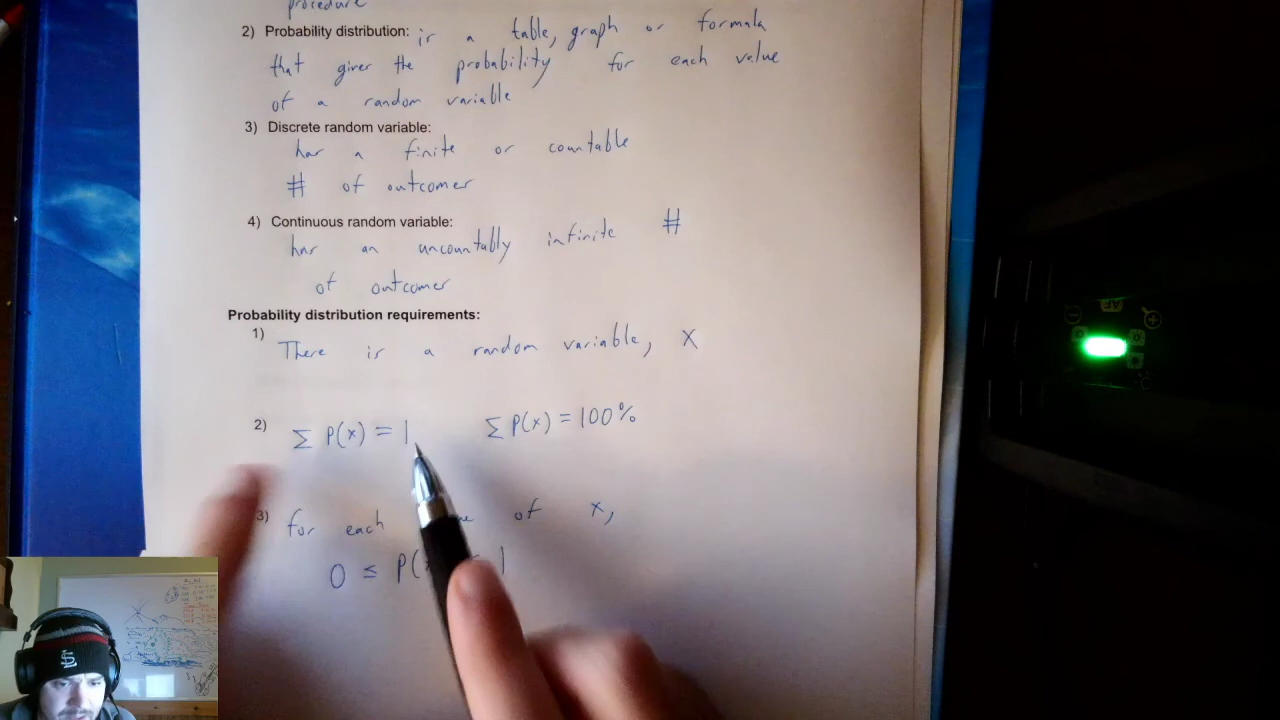 procedure
2) Probability distribution: is a table, graph or formula
that gives the probability for each value
of a random variable
3) Discrete random variable:
has a finite or countable
# of outcomes
4) Continuous random variable:
has an uncountably infinite #
of outcomes
Probability distribution requirements:
1)
There is a random variable, x
2) Σ P(x) = 1 Σ P(x) = 100%
3) for each of x,
0 ≤ P( 1